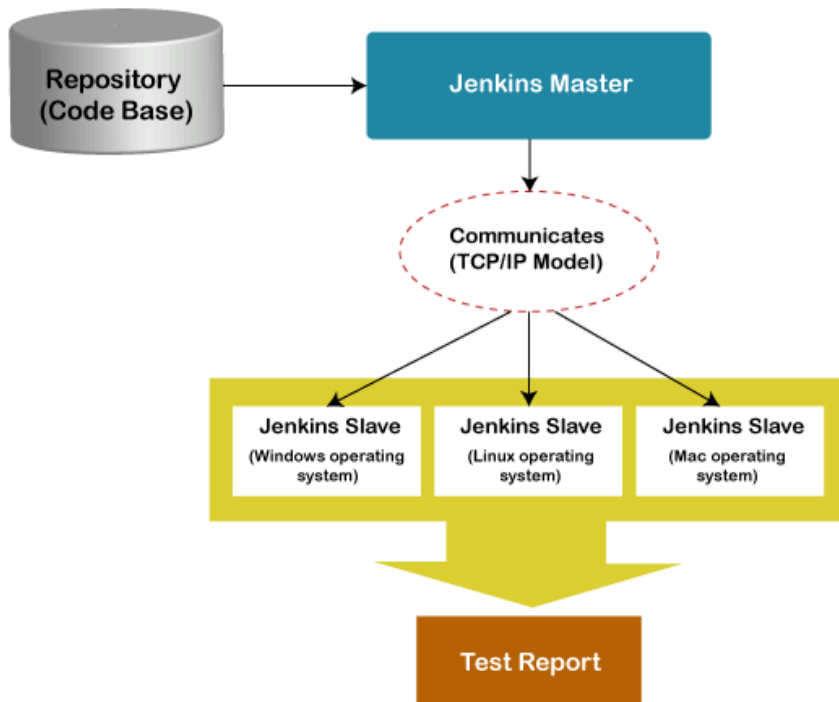 Repository
(Code Base)
Jenkins Master
Communicates
(TCP/IP Model)
Jenkins Slave
(Windows operating
system)
Jenkins Slave
(Linux operating
system)
Jenkins Slave
(Mac operating
system)
Test Report